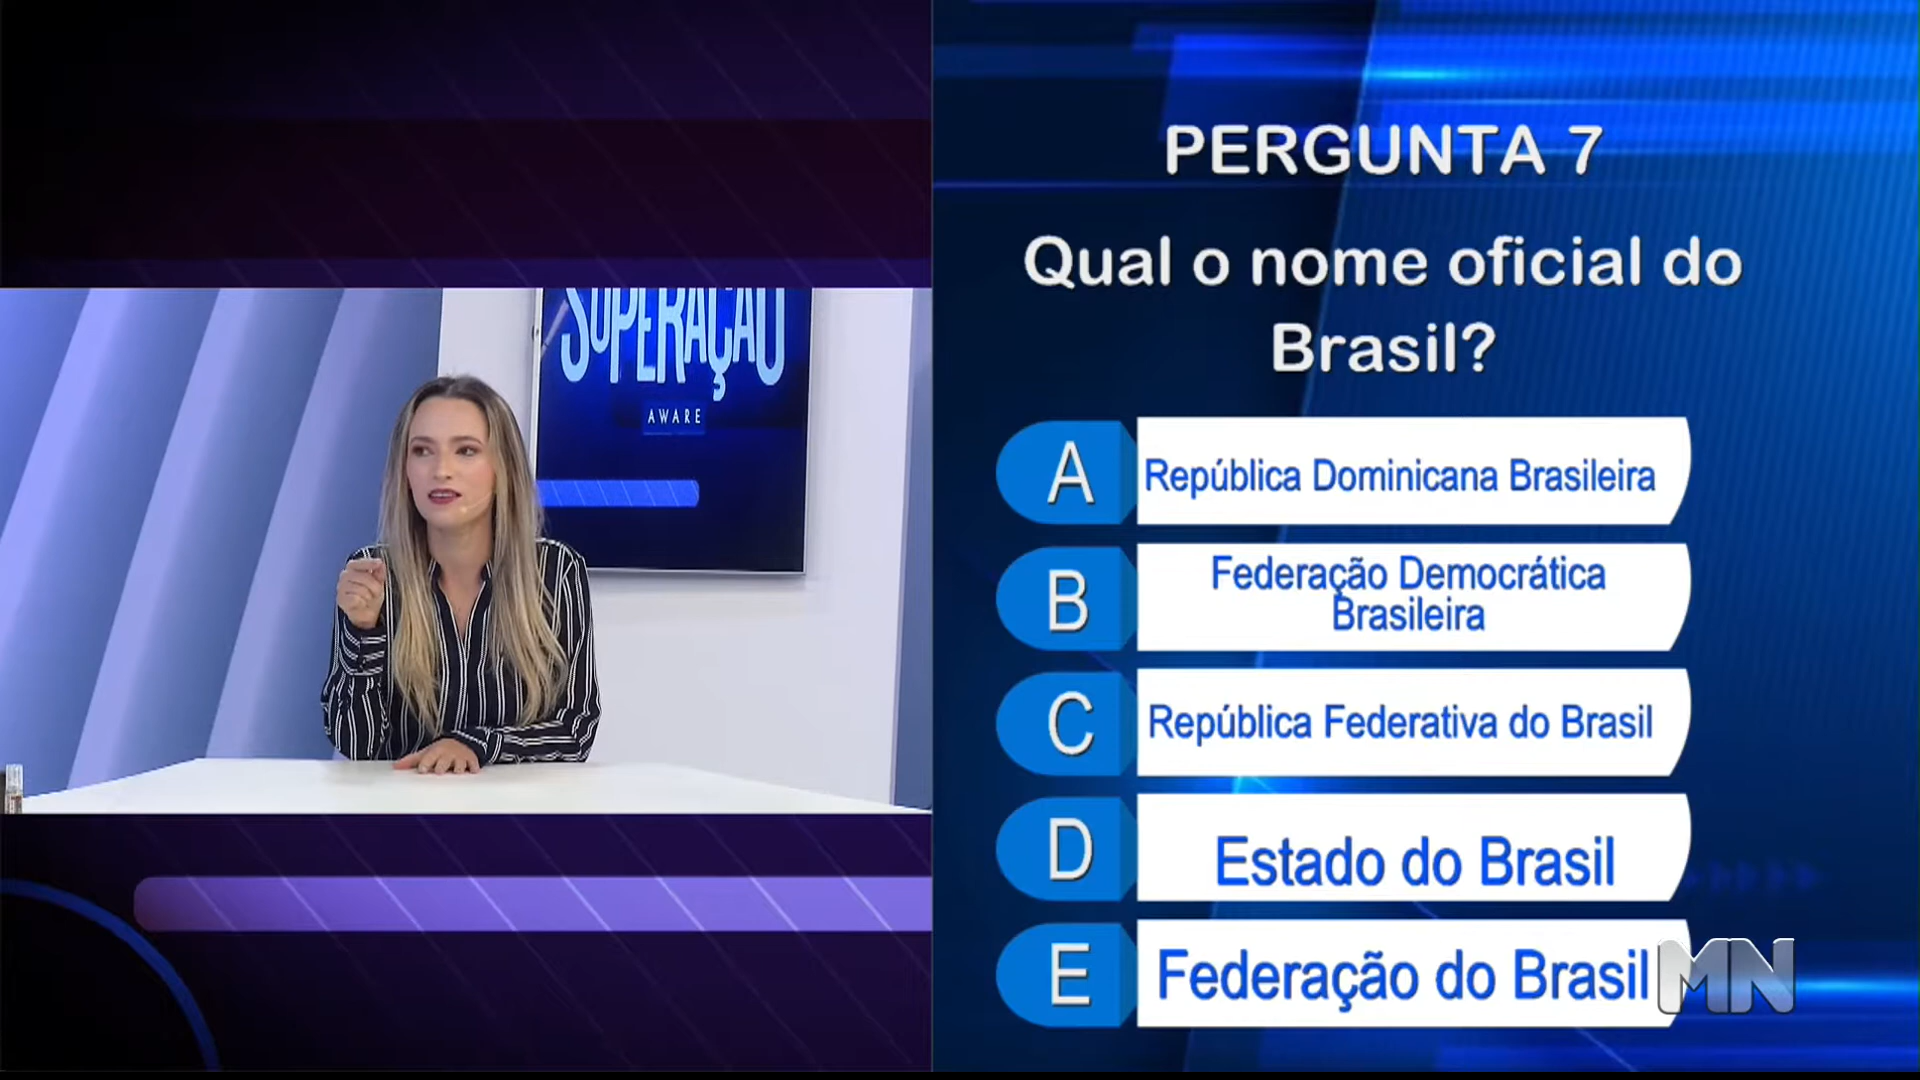 SUPERAÇÃO
AWARE
PERGUNTA 7
Qual o nome oficial do
Brasil?
A República Dominicana Brasileira
B Federação Democrática
Brasileira
C República Federativa do Brasil
D Estado do Brasil
E Federação do Brasil
MN